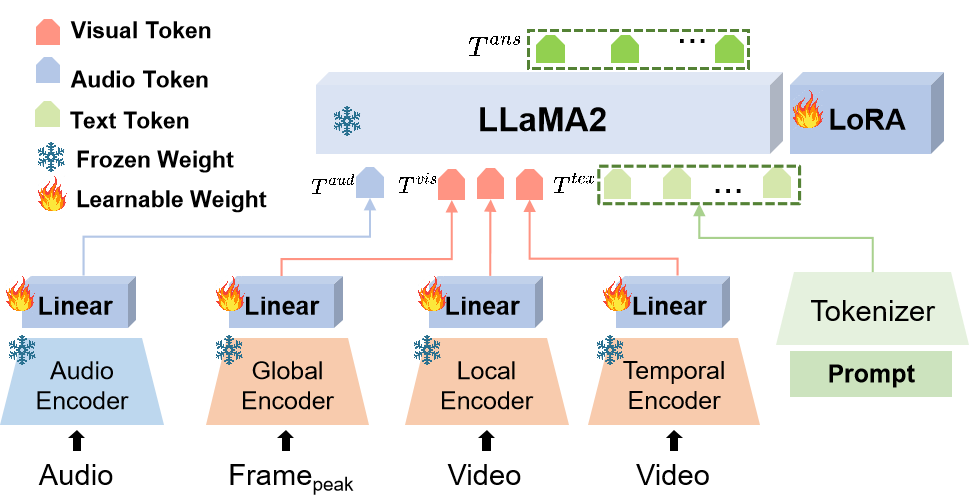 Visual Token
Audio Token
Text Token
Frozen Weight
Learnable Weight
T^{ans}
...
LLaMA2
LoRA
T^{aud}
T^{vis}
T^{tex}
...
Linear
Linear
Linear
Linear
Audio
Encoder
Global
Encoder
Local
Encoder
Temporal
Encoder
Tokenizer
Prompt
Audio
Frame_{peak}
Video
Video